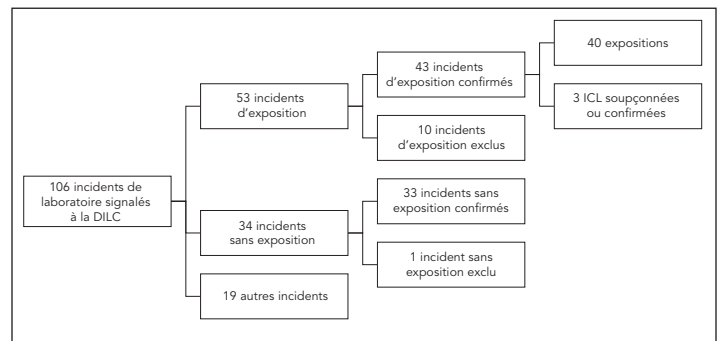 40 expositions
43 incidents
d'exposition confirmés
53 incidents
d'exposition
3 ICL soupçonnées
ou confirmées
10 incidents
d'exposition exclus
106 incidents de
laboratoire signalés
à la DILC
33 incidents sans
exposition confirmés
34 incidents
sans exposition
1 incident sans
exposition exclu
19 autres incidents